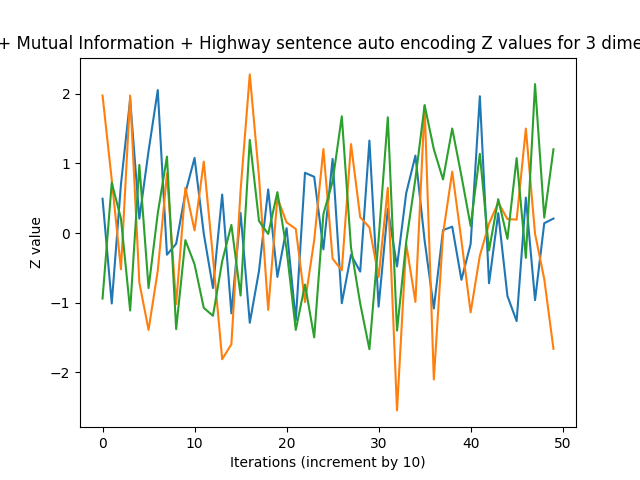 + Mutual Information + Highway sentence auto encoding Z values for 3 dime
2
1
0
−1
−2
Z value
0 10 20 30 40 50
Iterations (increment by 10)